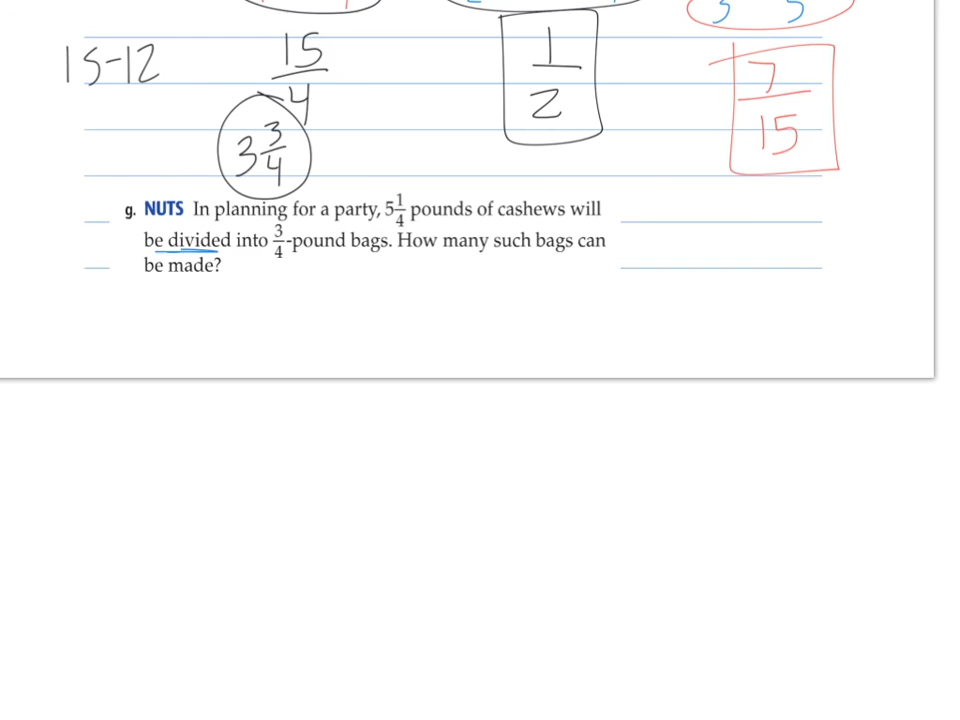 15-12
15
4
3 3/4
1
2
7
15
g. NUTS In planning for a party, 5 1/4 pounds of cashews will
be divided into 3/4-pound bags. How many such bags can
be made?